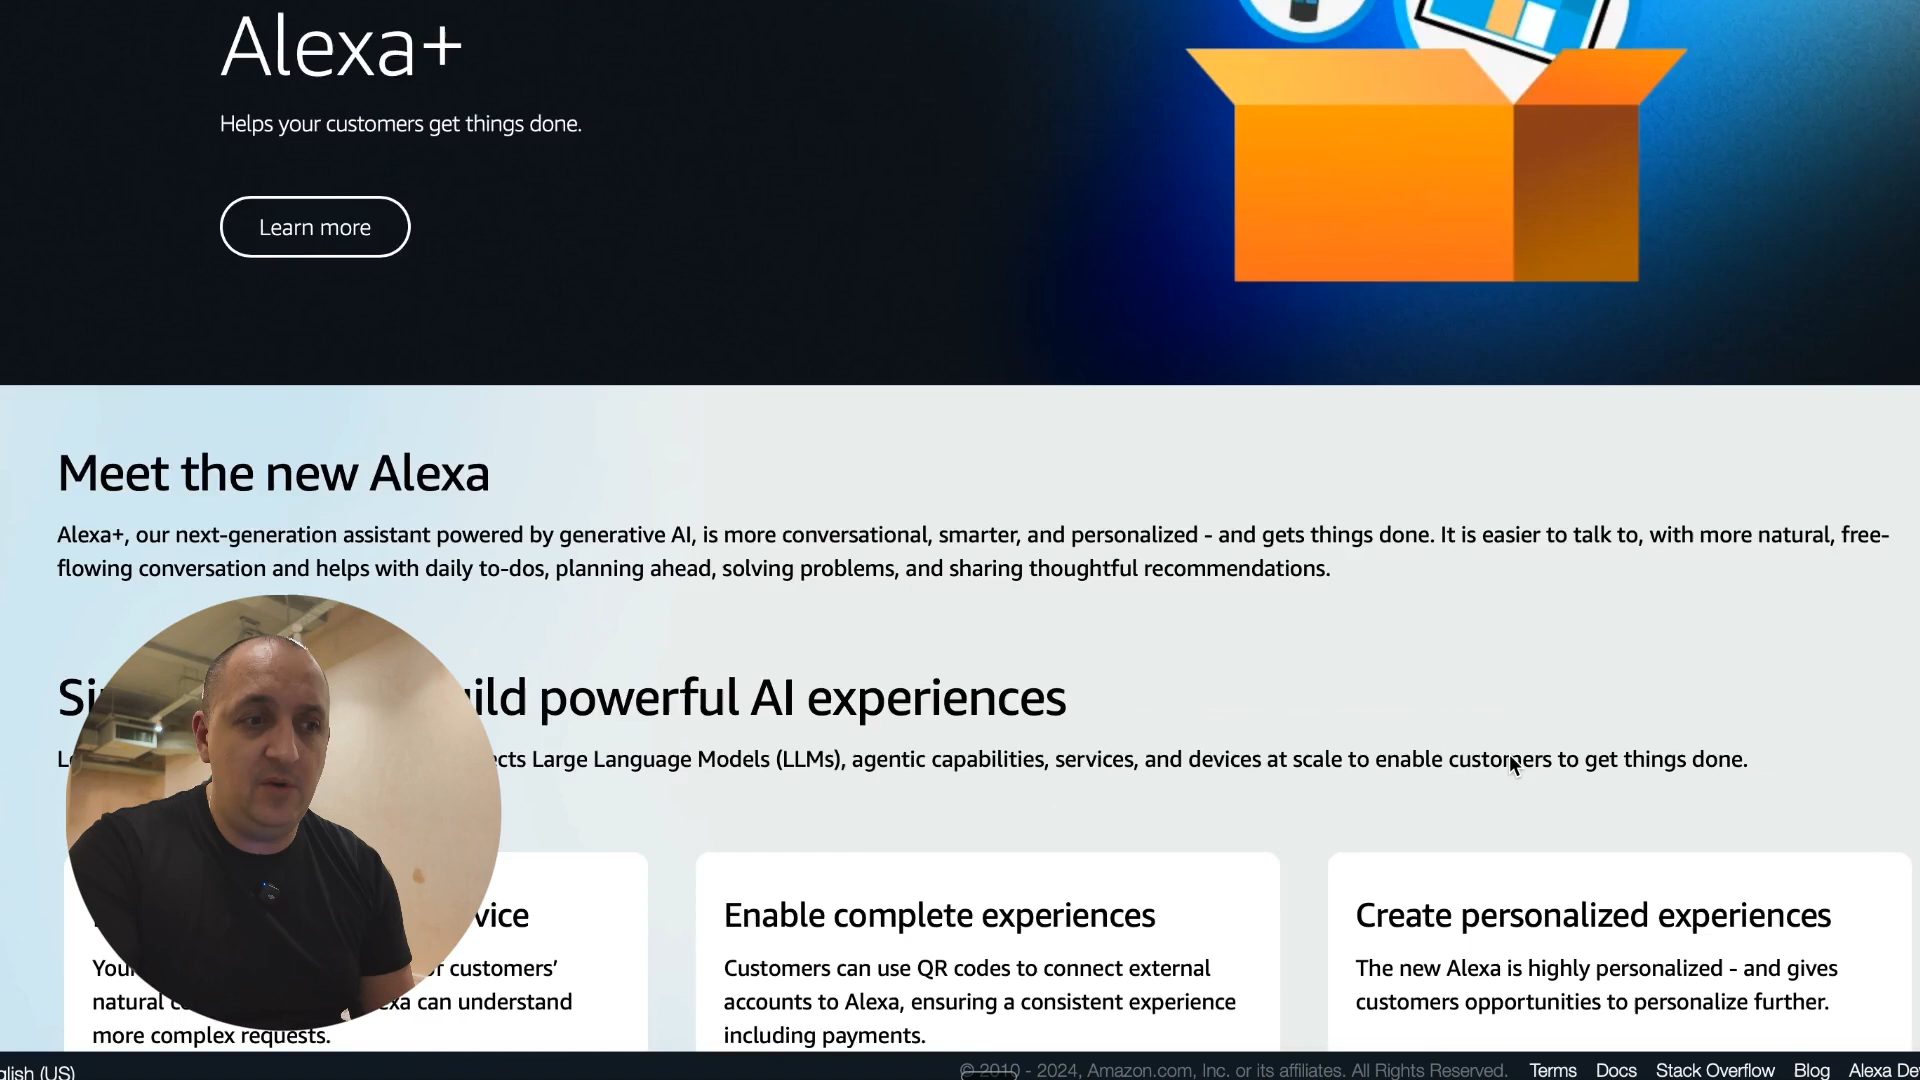 Alexa+
Helps your customers get things done.
Learn more
Meet the new Alexa
Alexa+, our next-generation assistant powered by generative AI, is more conversational, smarter, and personalized - and gets things done. It is easier to talk to, with more natural, free-
flowing conversation and helps with daily to-dos, planning ahead, solving problems, and sharing thoughtful recommendations.
powerful AI experiences
Large Language Models (LLMs), agentic capabilities, services, and devices at scale to enable customers to get things done.
customers’
natural can understand
more complex requests.
Enable complete experiences
Customers can use QR codes to connect external
accounts to Alexa, ensuring a consistent experience
including payments.
Create personalized experiences
The new Alexa is highly personalized - and gives
customers opportunities to personalize further.
(US)
© 2010 - 2024, Amazon.com, Inc. or its affiliates. All Rights Reserved. Terms Docs Stack Overflow Blog Alexa